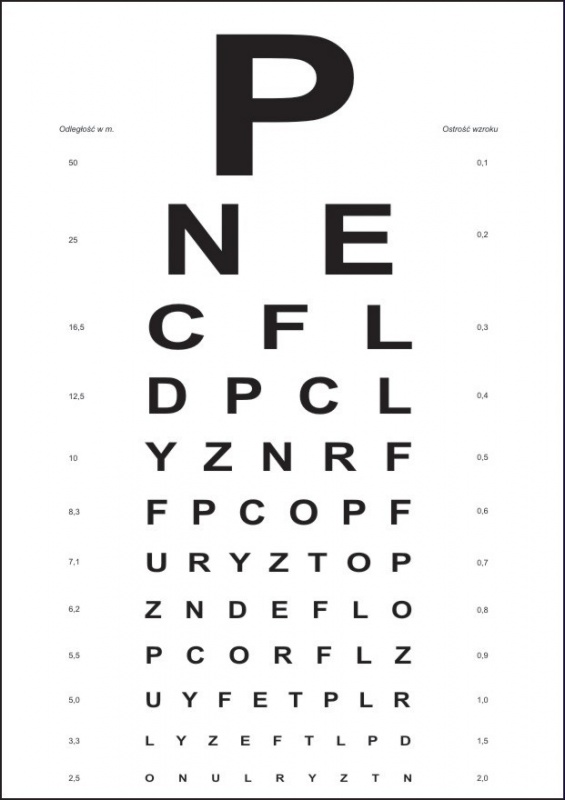 P
Odległość w m. Ostrość wzroku
50 0,1
25 N E 0,2
16,5 C F L 0,3
12,5 D P C L 0,4
10 Y Z N R F 0,5
8,3 F P C O P F 0,6
7,1 U R Y Z T O P 0,7
6,2 Z N D E F L O 0,8
5,5 P C O R F L Z 0,9
5,0 U Y F E T P L R 1,0
3,3 L Y Z E F T L P D 1,5
2,5 O N U L R Y Z T N 2,0